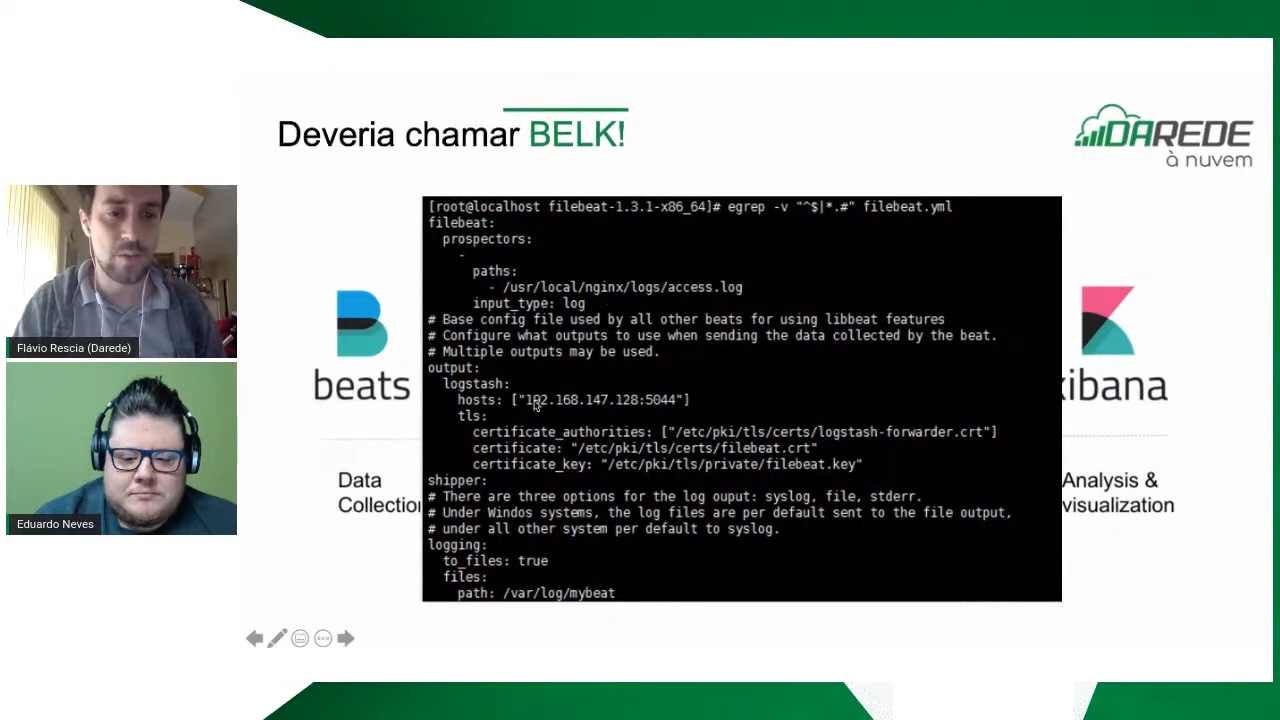 Deveria chamar BELK!
DAREDE
à nuvem
Flávio Rescia (Darede)
Eduardo Neves
beats
Data
Collection
[root@localhost filebeat-1.3.1-x86_64]# egrep -v "^$|*.#" filebeat.yml
filebeat:
prospectors:
-
paths:
- /usr/local/nginx/logs/access.log
input_type: log
# Base config file used by all other beats for using libbeat features
# Configure what outputs to use when sending the data collected by the beat.
# Multiple outputs may be used.
output:
logstash:
hosts: ["192.168.147.128:5044"]
tls:
certificate_authorities: ["/etc/pki/tls/certs/logstash-forwarder.crt"]
certificate: "/etc/pki/tls/certs/filebeat.crt"
certificate_key: "/etc/pki/tls/private/filebeat.key"
shipper:
# There are three options for the log ouput: syslog, file, stderr.
# Under Windos systems, the log files are per default sent to the file output,
# under all other system per default to syslog.
logging:
to_files: true
files:
path: /var/log/mybeat
kibana
Analysis &
visualization